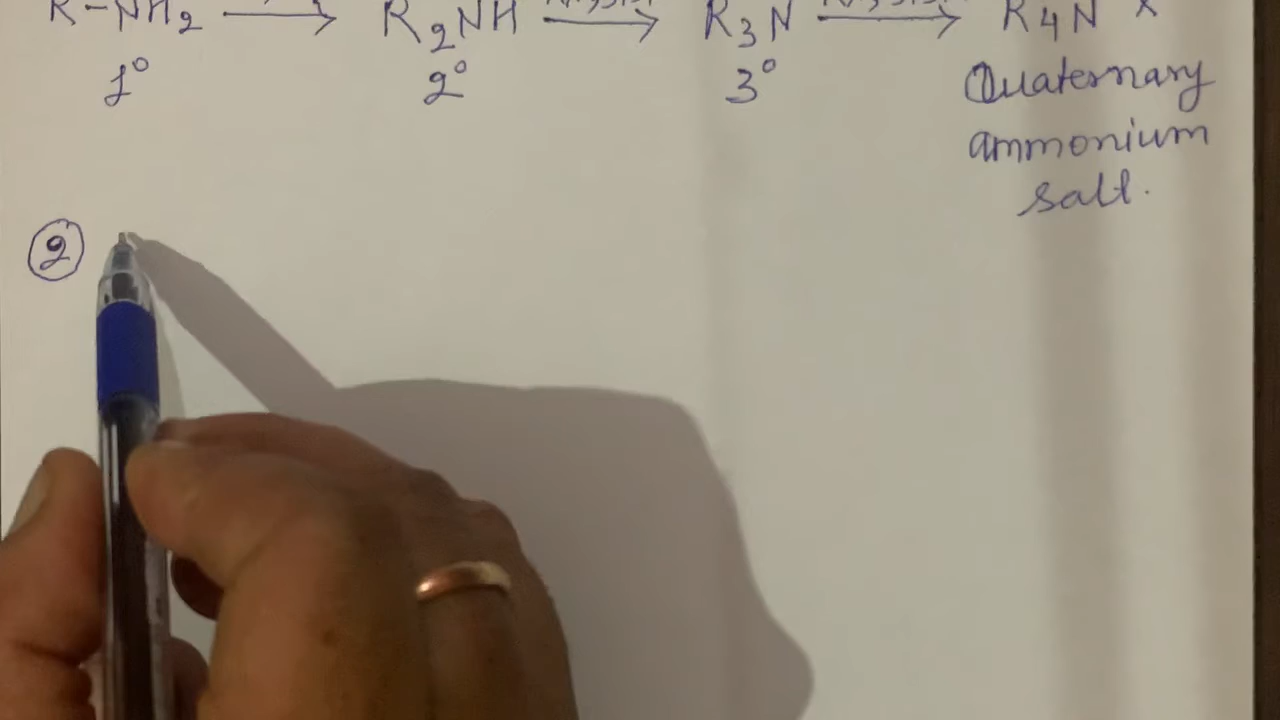 R-NH2 → R2NH → R3N → R4N X
1° 2° 3° Quaternary
ammonium
salt.
2